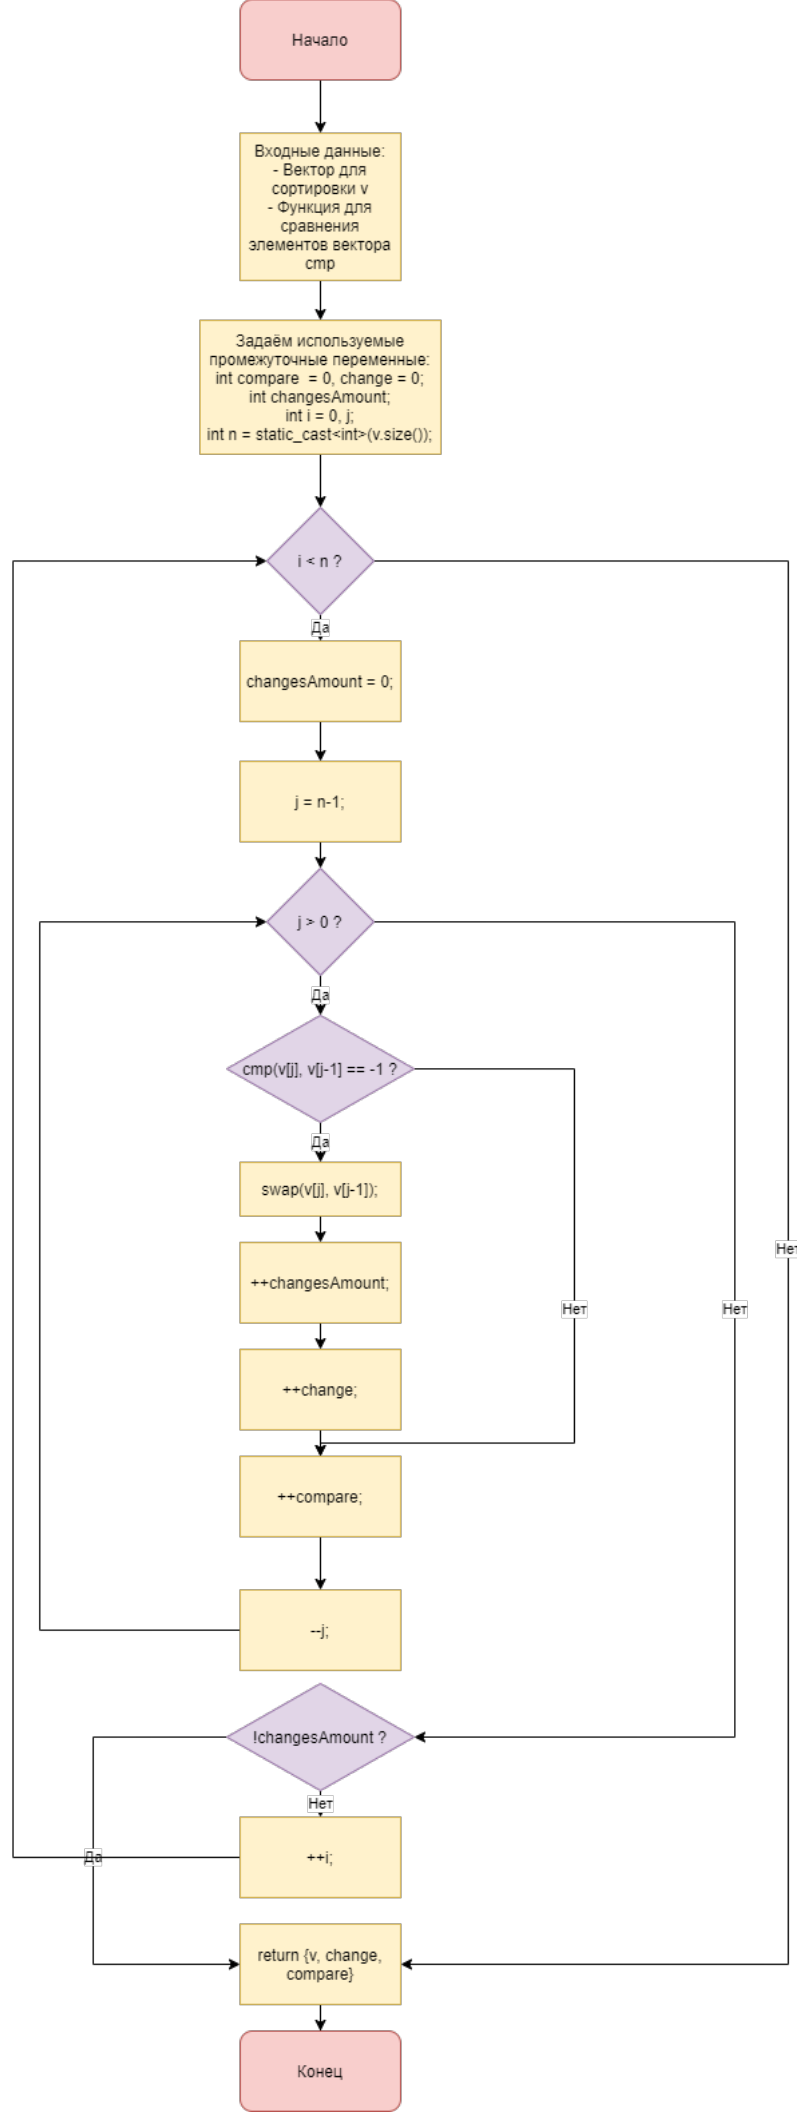 Начало
Входные данные:
- Вектор для
сортировки v
- Функция для
сравнения
элементов вектора
cmp
Задаём используемые
промежуточные переменные:
int compare  = 0, change = 0;
int changesAmount;
int i = 0, j;
int n = static_cast<int>(v.size());
i < n ?
Да
changesAmount = 0;
j = n-1;
j > 0 ?
Да
cmp(v[j], v[j-1] == -1 ?
Да
swap(v[j], v[j-1]);
++changesAmount;
Нет
Нет
Нет
++change;
++compare;
--j;
!changesAmount ?
Нет
++i;
Да
return {v, change,
compare}
Конец